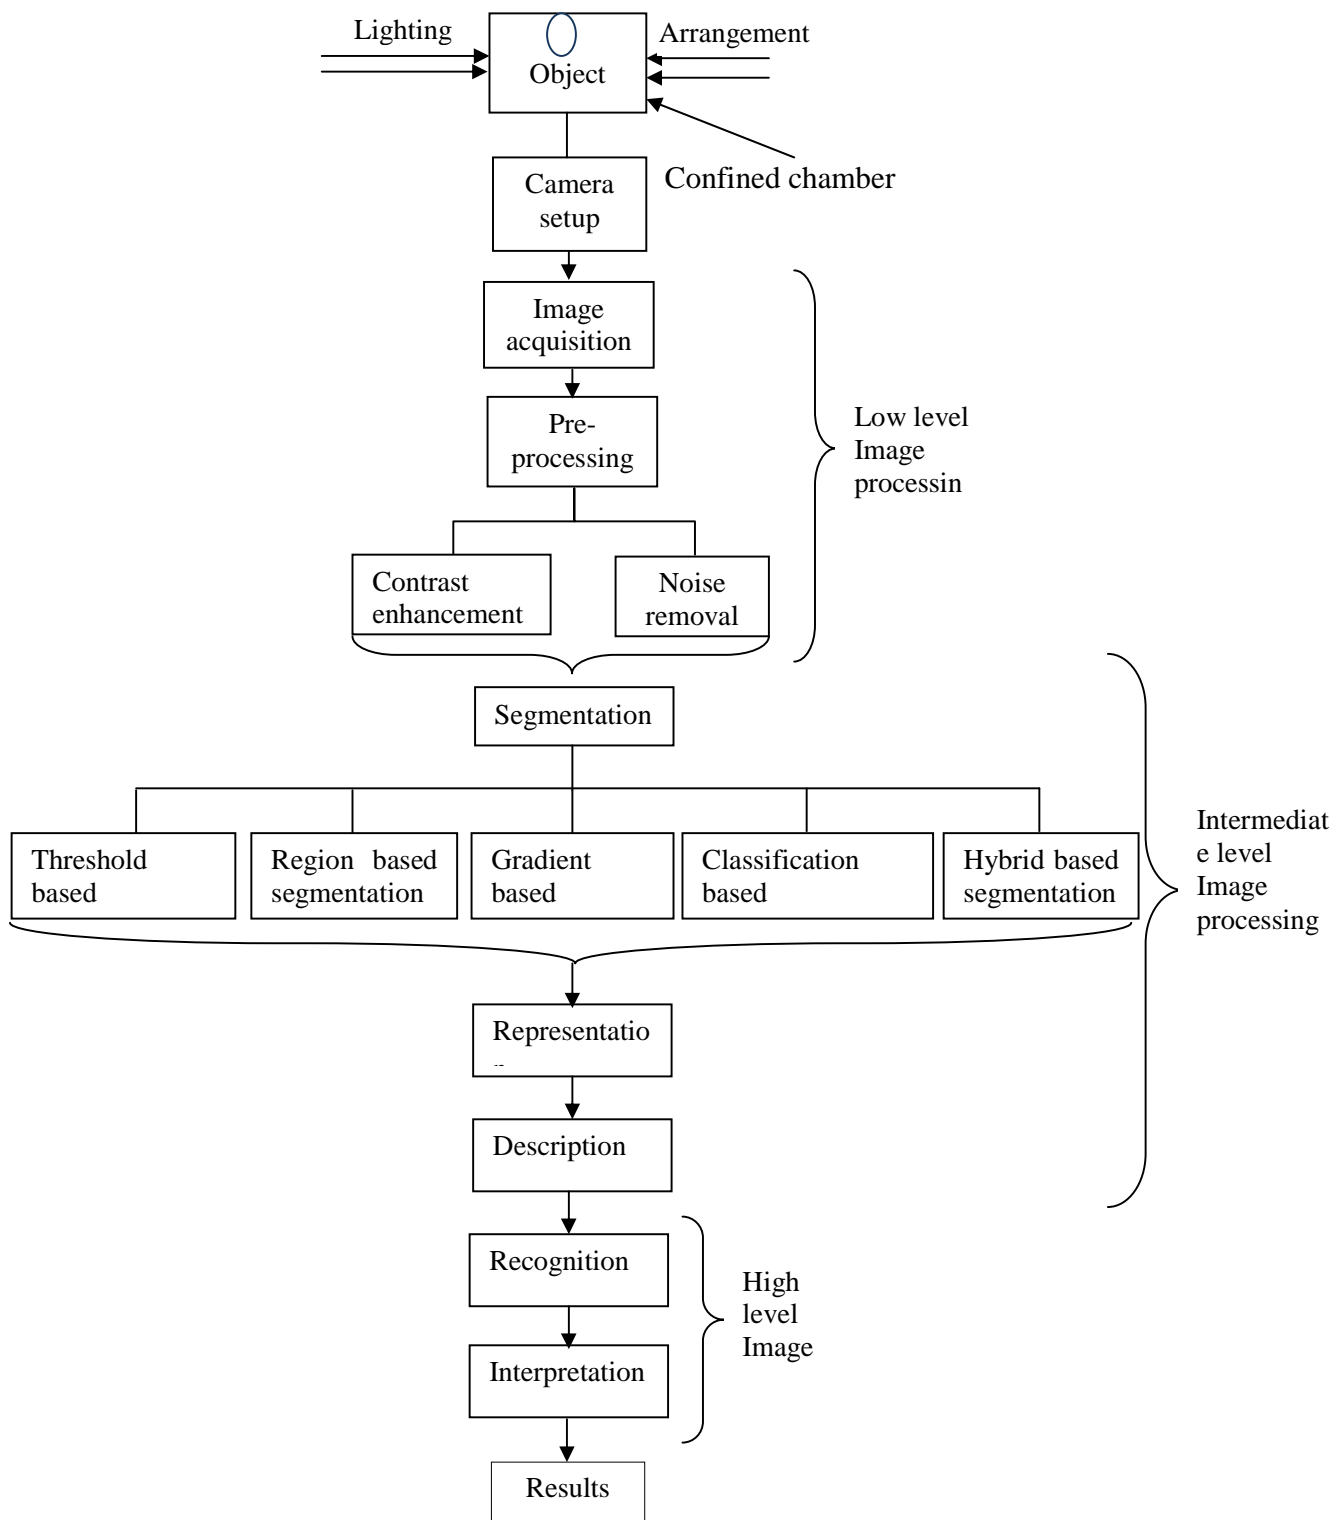 Lighting
Arrangement
Object
Confined chamber
Camera
setup
Image
acquisition
Pre-
processing
Low level
Image
processin
Contrast
enhancement
Noise
removal
Segmentation
Threshold
based
Region based
segmentation
Gradient
based
Classification
based
Hybrid based
segmentation
Intermediat
e level
Image
processing
Representatio
Description
Recognition
High
level
Image
Interpretation
Results